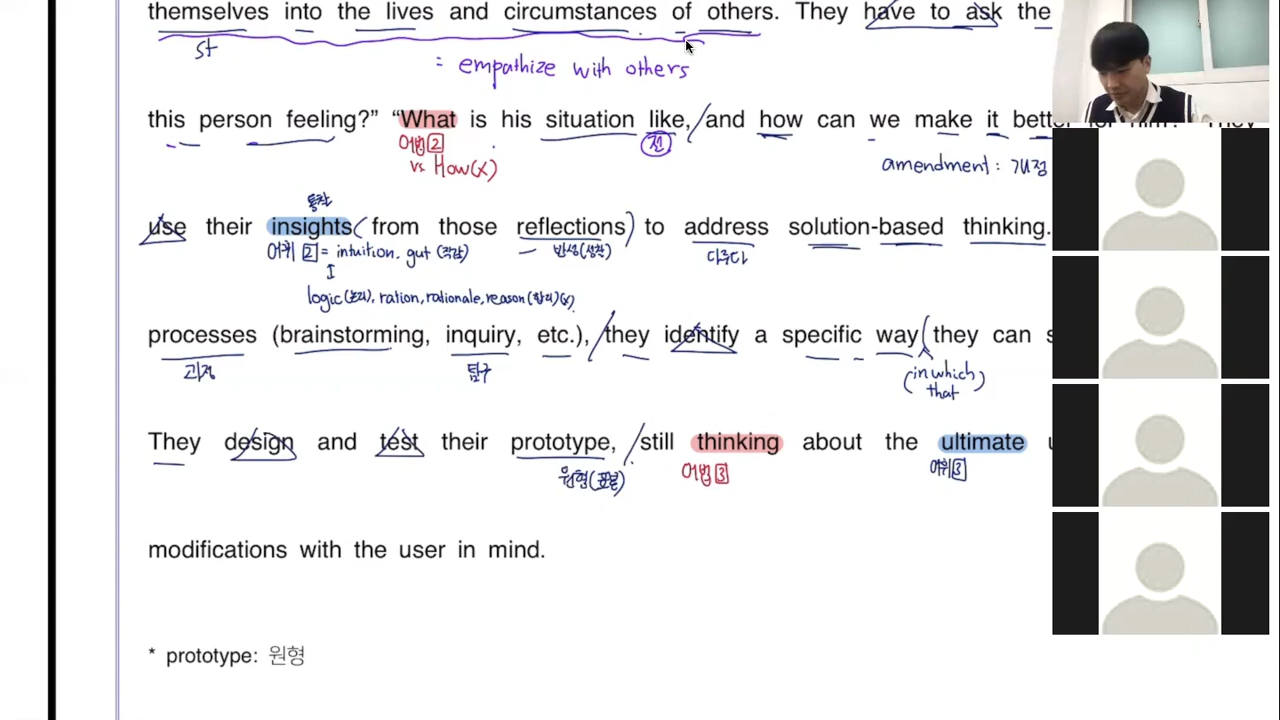 themselves into the lives and circumstances of others. They have to ask the
st
= empathize with others
this person feeling?" "What is his situation like, and how can we make it better for him?" They
어법 2
vs How(x)
전
amendment : 개정
통찰
use their insights (from those reflections) to address solution-based thinking.
어휘 2 = intuition. gut (직감)
반성(성찰)
다루다
logic(논리), ration, rationale, reason(합리)(x)
processes (brainstorming, inquiry, etc.), they identify a specific way they can s
과정
탐구
(in which
that)
They design and test their prototype, still thinking about the ultimate u
원형(표본)
어법 3
어휘 3
modifications with the user in mind.
* prototype: 원형